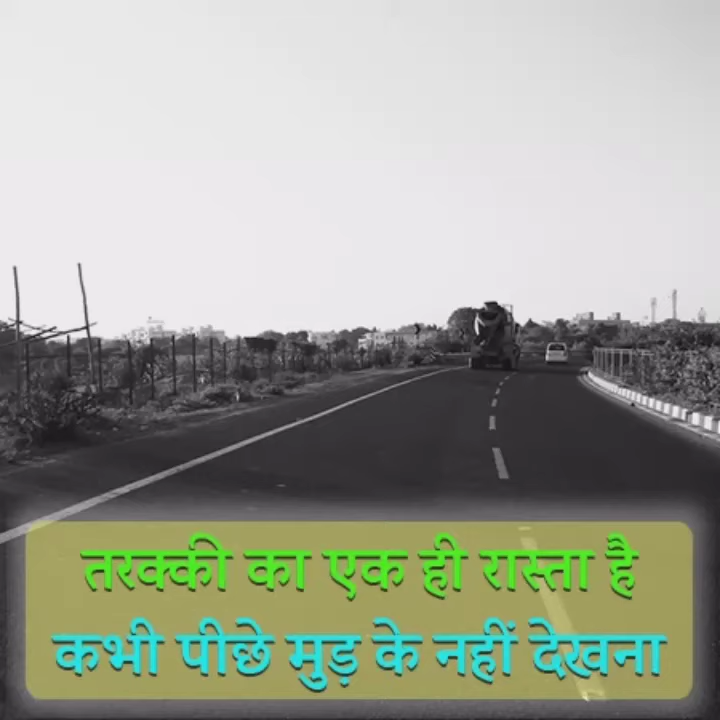 तरक्की का एक ही रास्ता है
कभी पीछे मुड़ के नहीं देखना